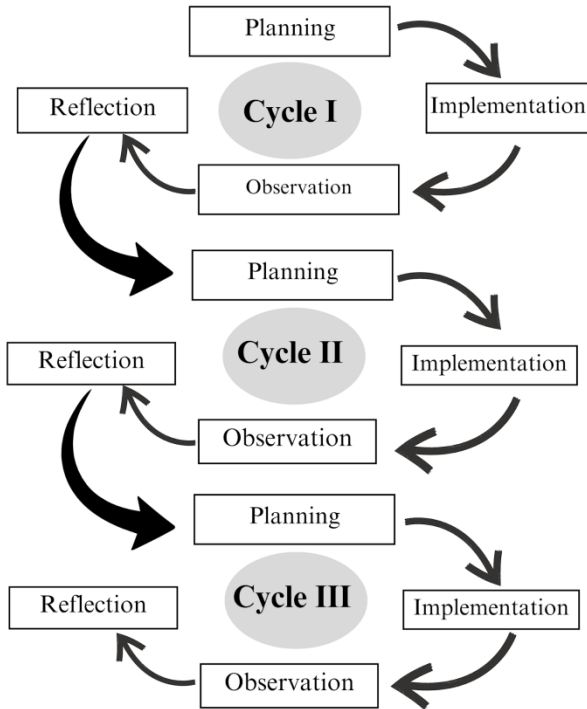 Planning
Reflection
Cycle I
Implementation
Observation
Planning
Reflection
Cycle II
Implementation
Observation
Planning
Reflection
Cycle III
Implementation
Observation